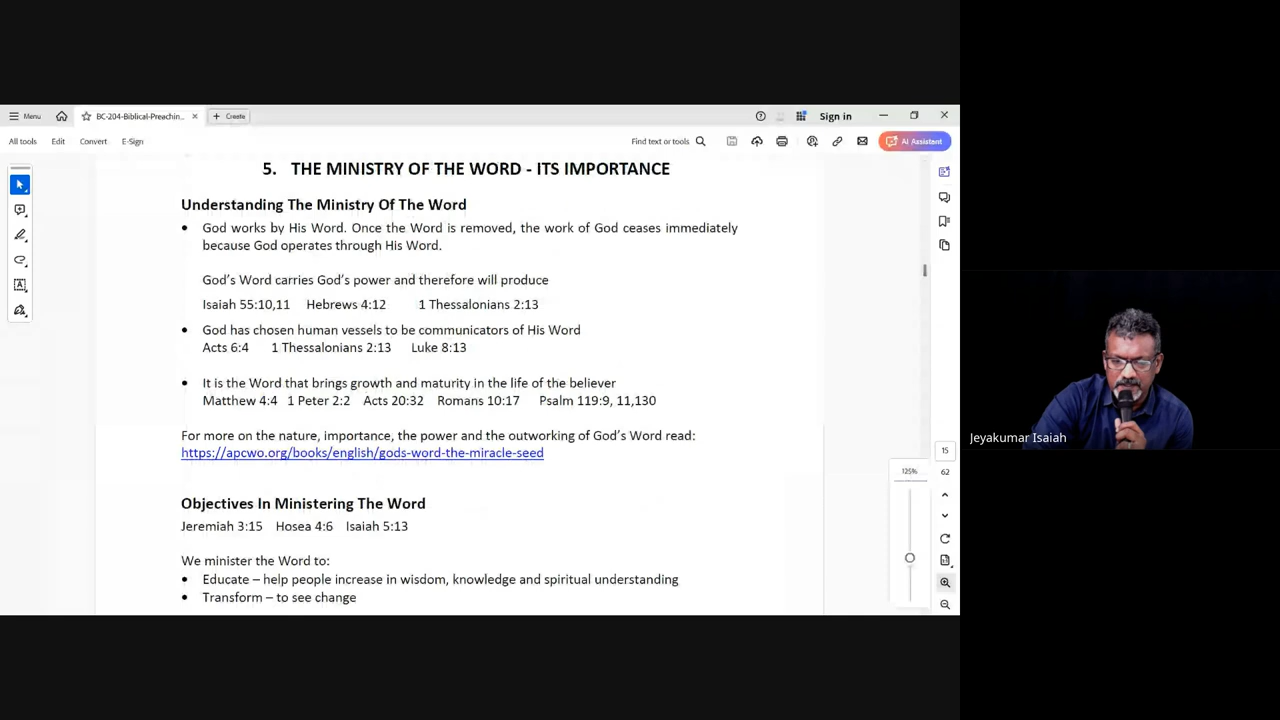 Menu
BC-204-Biblical-Preachin...
Create
Sign in
All tools
Edit
Convert
E-Sign
Find text or tools
AI Assistant
5. THE MINISTRY OF THE WORD - ITS IMPORTANCE
Understanding The Ministry Of The Word
• God works by His Word. Once the Word is removed, the work of God ceases immediately
because God operates through His Word.
God's Word carries God's power and therefore will produce
Isaiah 55:10,11 Hebrews 4:12 1 Thessalonians 2:13
• God has chosen human vessels to be communicators of His Word
Acts 6:4 1 Thessalonians 2:13 Luke 8:13
• It is the Word that brings growth and maturity in the life of the believer
Matthew 4:4 1 Peter 2:2 Acts 20:32 Romans 10:17 Psalm 119:9, 11,130
For more on the nature, importance, the power and the outworking of God's Word read:
https://apcwo.org/books/english/gods-word-the-miracle-seed
Objectives In Ministering The Word
Jeremiah 3:15 Hosea 4:6 Isaiah 5:13
We minister the Word to:
• Educate – help people increase in wisdom, knowledge and spiritual understanding
• Transform – to see change
15
62
125%
Jeyakumar Isaiah